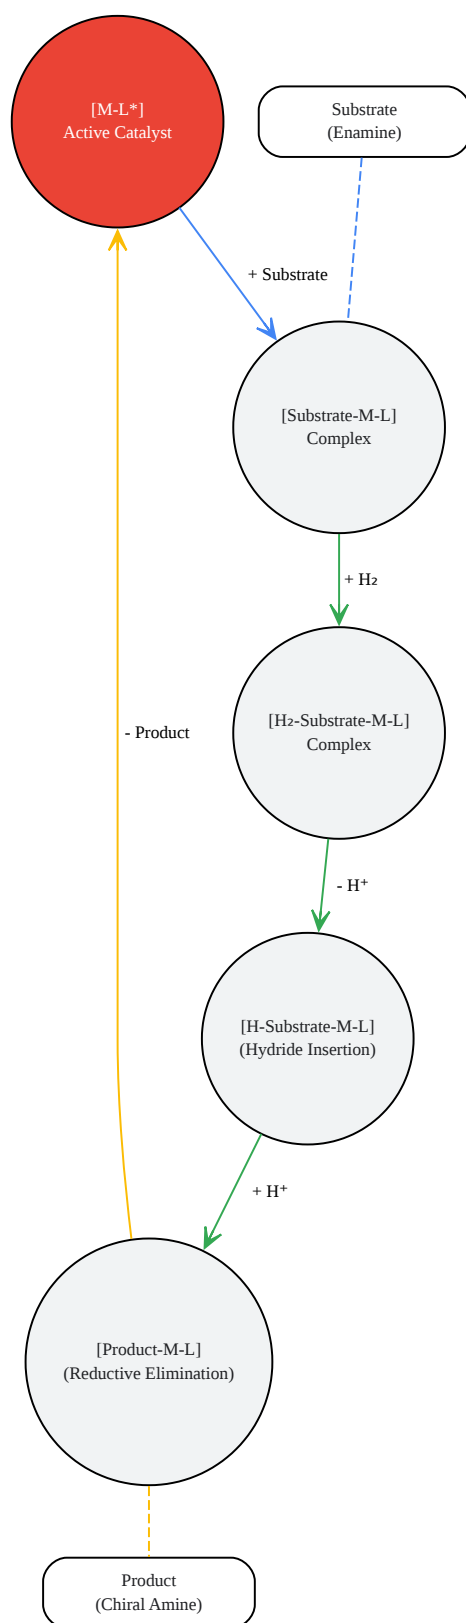 [M-L*]
Active Catalyst
Substrate
(Enamine)
+ Substrate
[Substrate-M-L]
Complex
+ H₂
[H₂-Substrate-M-L]
Complex
- Product
- H⁺
[H-Substrate-M-L]
(Hydride Insertion)
+ H⁺
[Product-M-L]
(Reductive Elimination)
Product
(Chiral Amine)